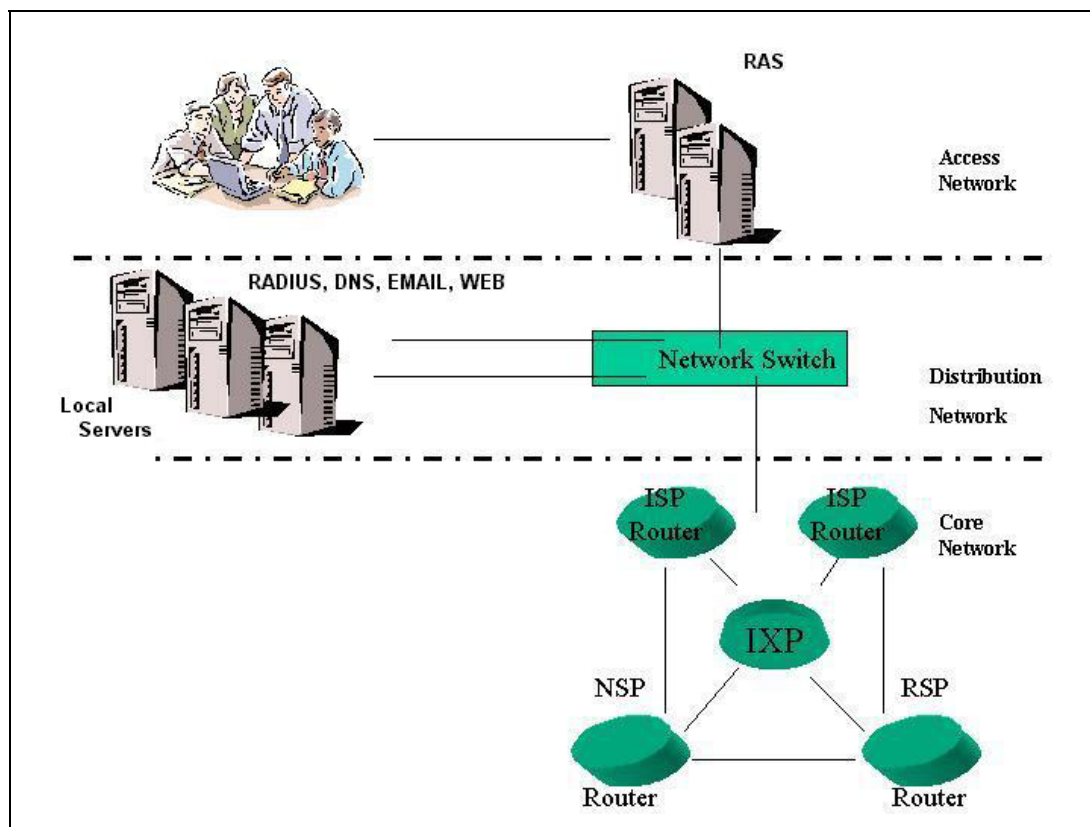 RAS
Access
Network
RADIUS, DNS, EMAIL, WEB
Network Switch
Local
Servers
Distribution
Network
ISP
Router
ISP
Router
Core
Network
IXP
NSP
RSP
Router
Router